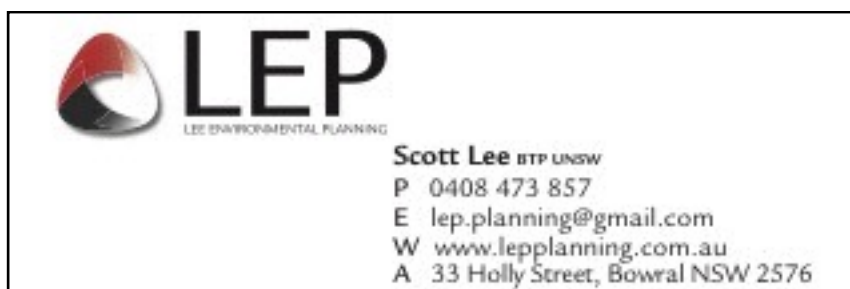 LEP
LEE ENVIRONMENTAL PLANNING
Scott Lee BTP UNSW
P 0408 473 857
E lep.planning@gmail.com
W www.lepplanning.com.au
A 33 Holly Street, Bowral NSW 2576